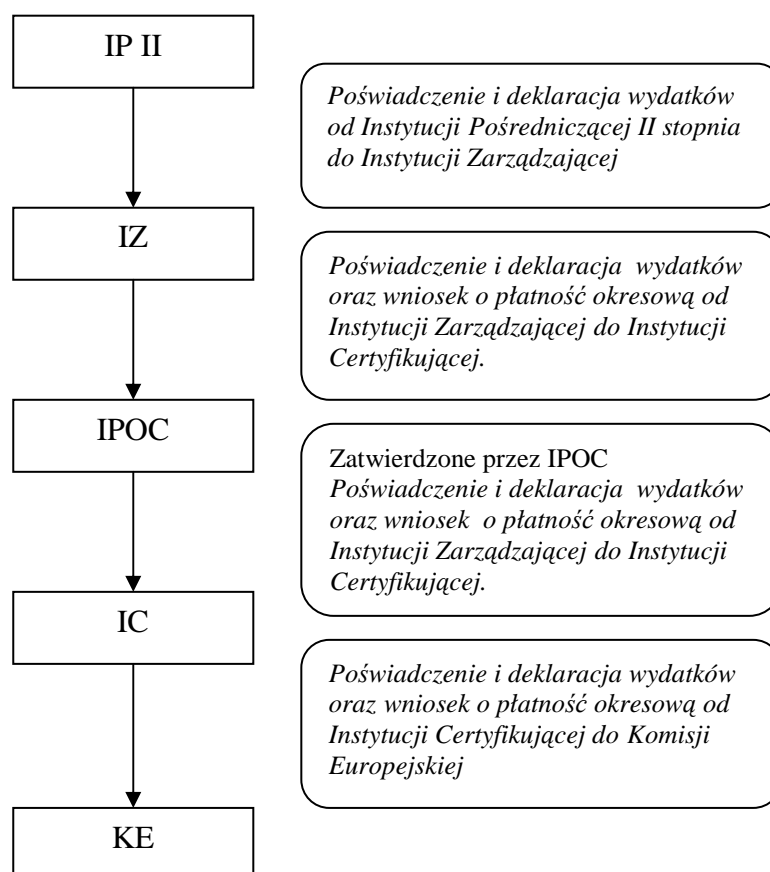 IP II
Poświadczenie i deklaracja wydatków
od Instytucji Pośredniczącej II stopnia
do Instytucji Zarządzającej
IZ
Poświadczenie i deklaracja wydatków
oraz wniosek o płatność okresową od
Instytucji Zarządzającej do Instytucji
Certyfikującej.
IPOC
Zatwierdzone przez IPOC
Poświadczenie i deklaracja wydatków
oraz wniosek o płatność okresową od
Instytucji Zarządzającej do Instytucji
Certyfikującej.
IC
Poświadczenie i deklaracja wydatków
oraz wniosek o płatność okresową od
Instytucji Certyfikującej do Komisji
Europejskiej
KE